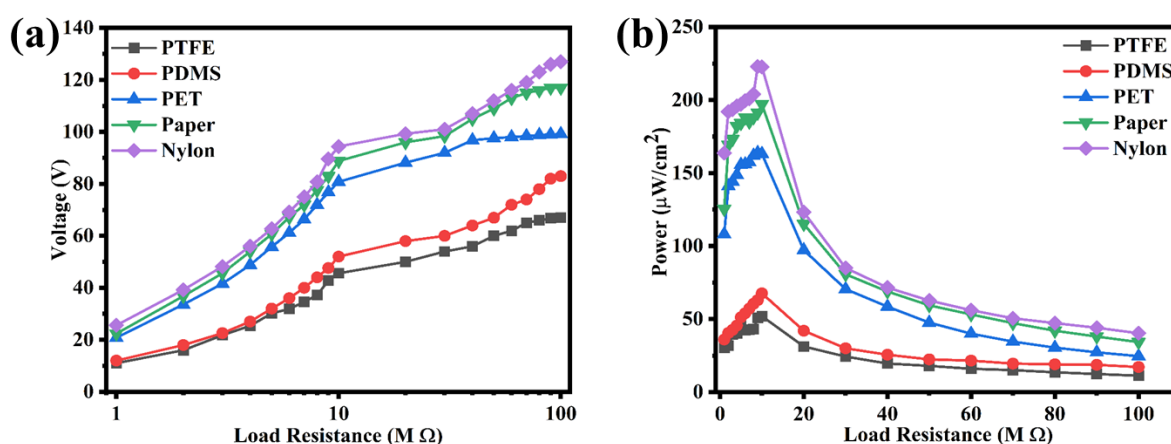 (a)
PTFE
PDMS
PET
Paper
Nylon
Voltage (V)
140
120
100
80
60
40
20
0
1
10
100
Load Resistance (M Ω)
(b)
PTFE
PDMS
PET
Paper
Nylon
Power (μW/cm²)
250
200
150
100
50
0
0
20
40
60
80
100
Load Resistance (M Ω)